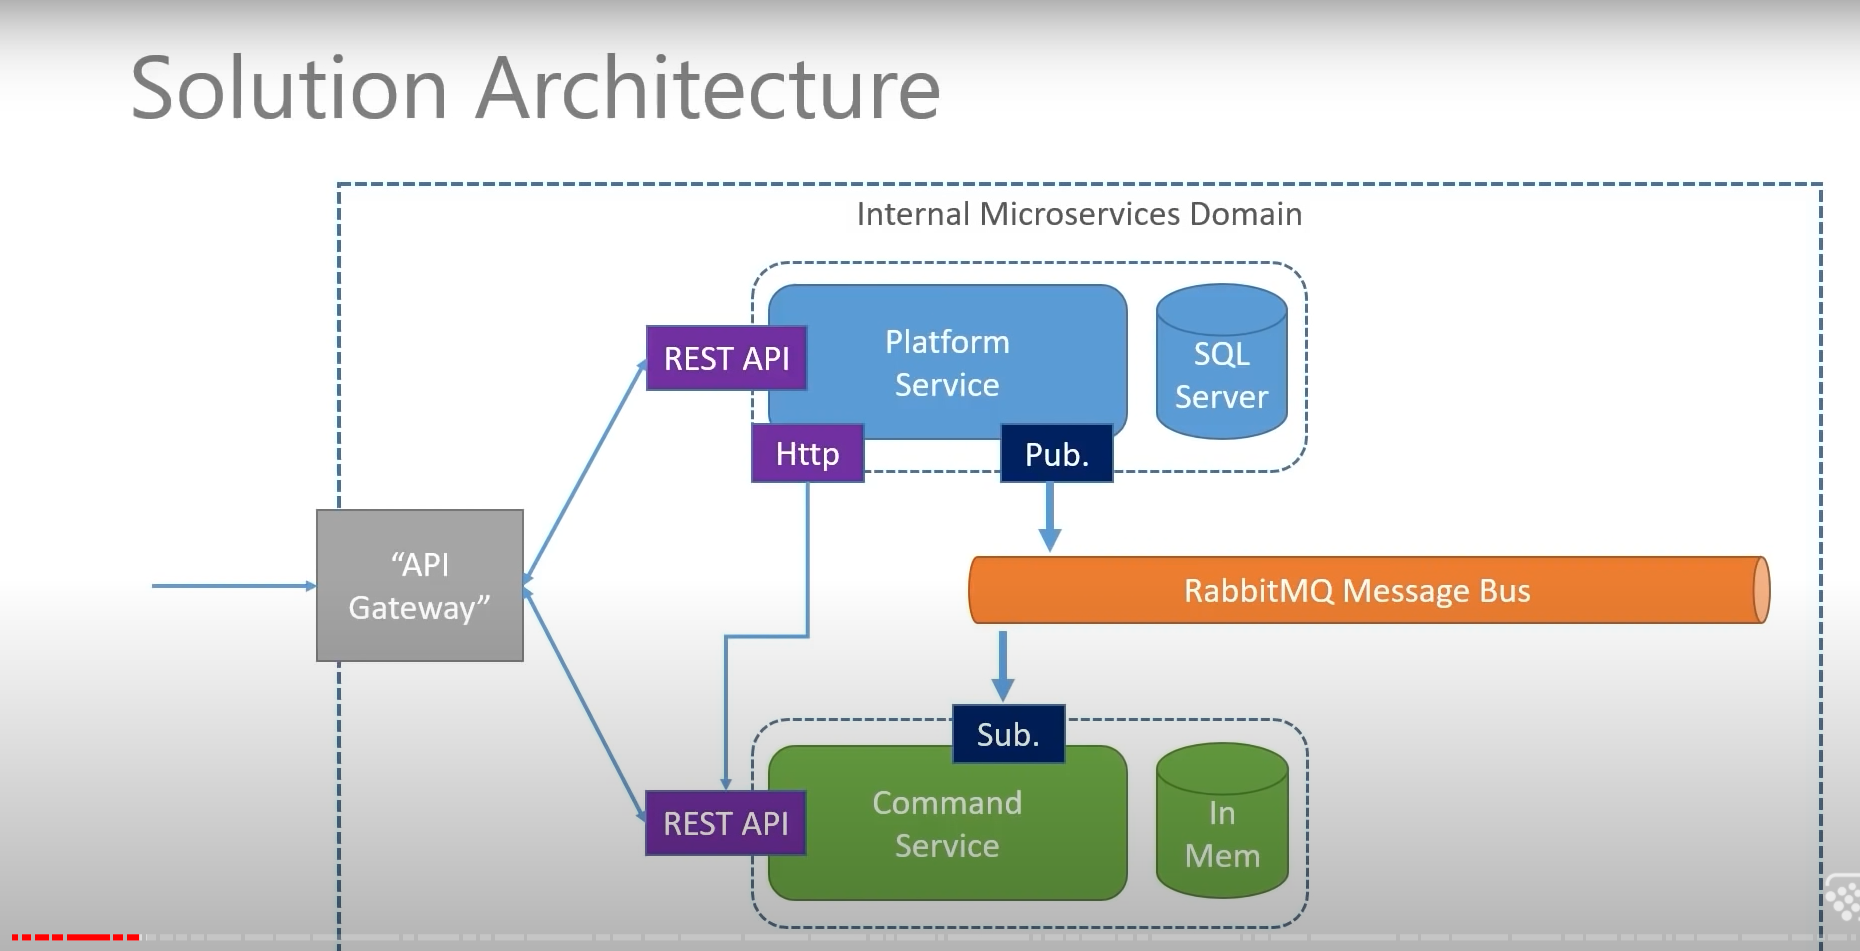 Solution Architecture
Internal Microservices Domain
REST API
Platform
Service
SQL
Server
Http
Pub.
“API
Gateway”
RabbitMQ Message Bus
Sub.
REST API
Command
Service
In
Mem